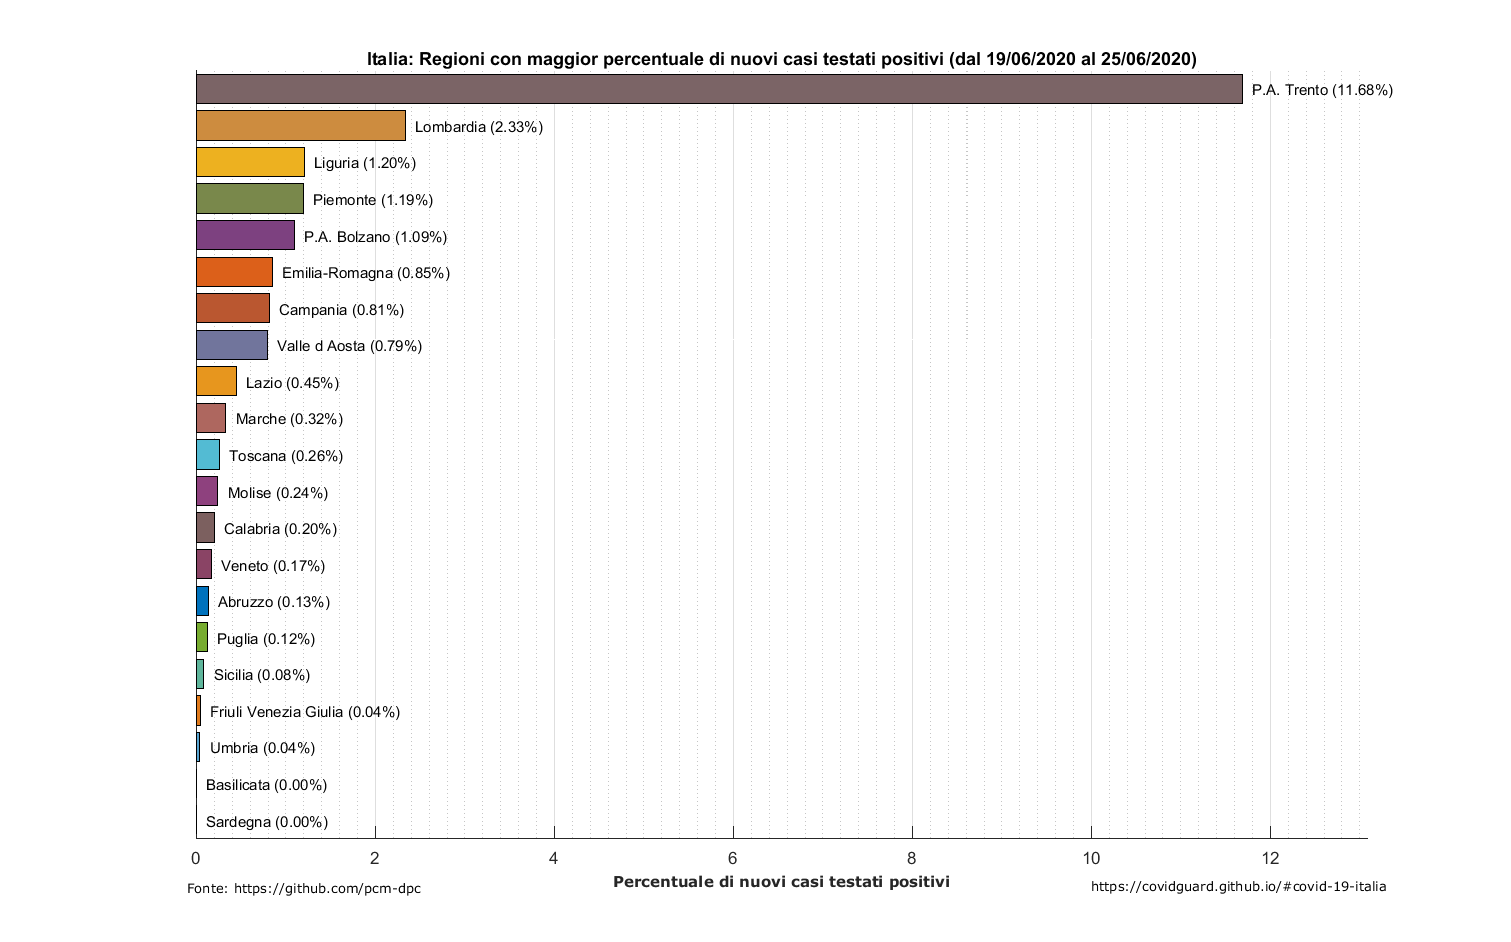 Italia: Regioni con maggior percentuale di nuovi casi testati positivi (dal 19/06/2020 al 25/06/2020)
P.A. Trento (11.68%)
Lombardia (2.33%)
Liguria (1.20%)
Piemonte (1.19%)
P.A. Bolzano (1.09%)
Emilia-Romagna (0.85%)
Campania (0.81%)
Valle d Aosta (0.79%)
Lazio (0.45%)
Marche (0.32%)
Toscana (0.26%)
Molise (0.24%)
Calabria (0.20%)
Veneto (0.17%)
Abruzzo (0.13%)
Puglia (0.12%)
Sicilia (0.08%)
Friuli Venezia Giulia (0.04%)
Umbria (0.04%)
Basilicata (0.00%)
Sardegna (0.00%)
0 2 4 6 8 10 12
Percentuale di nuovi casi testati positivi
Fonte: https://github.com/pcm-dpc
https://covidguard.github.io/#covid-19-italia